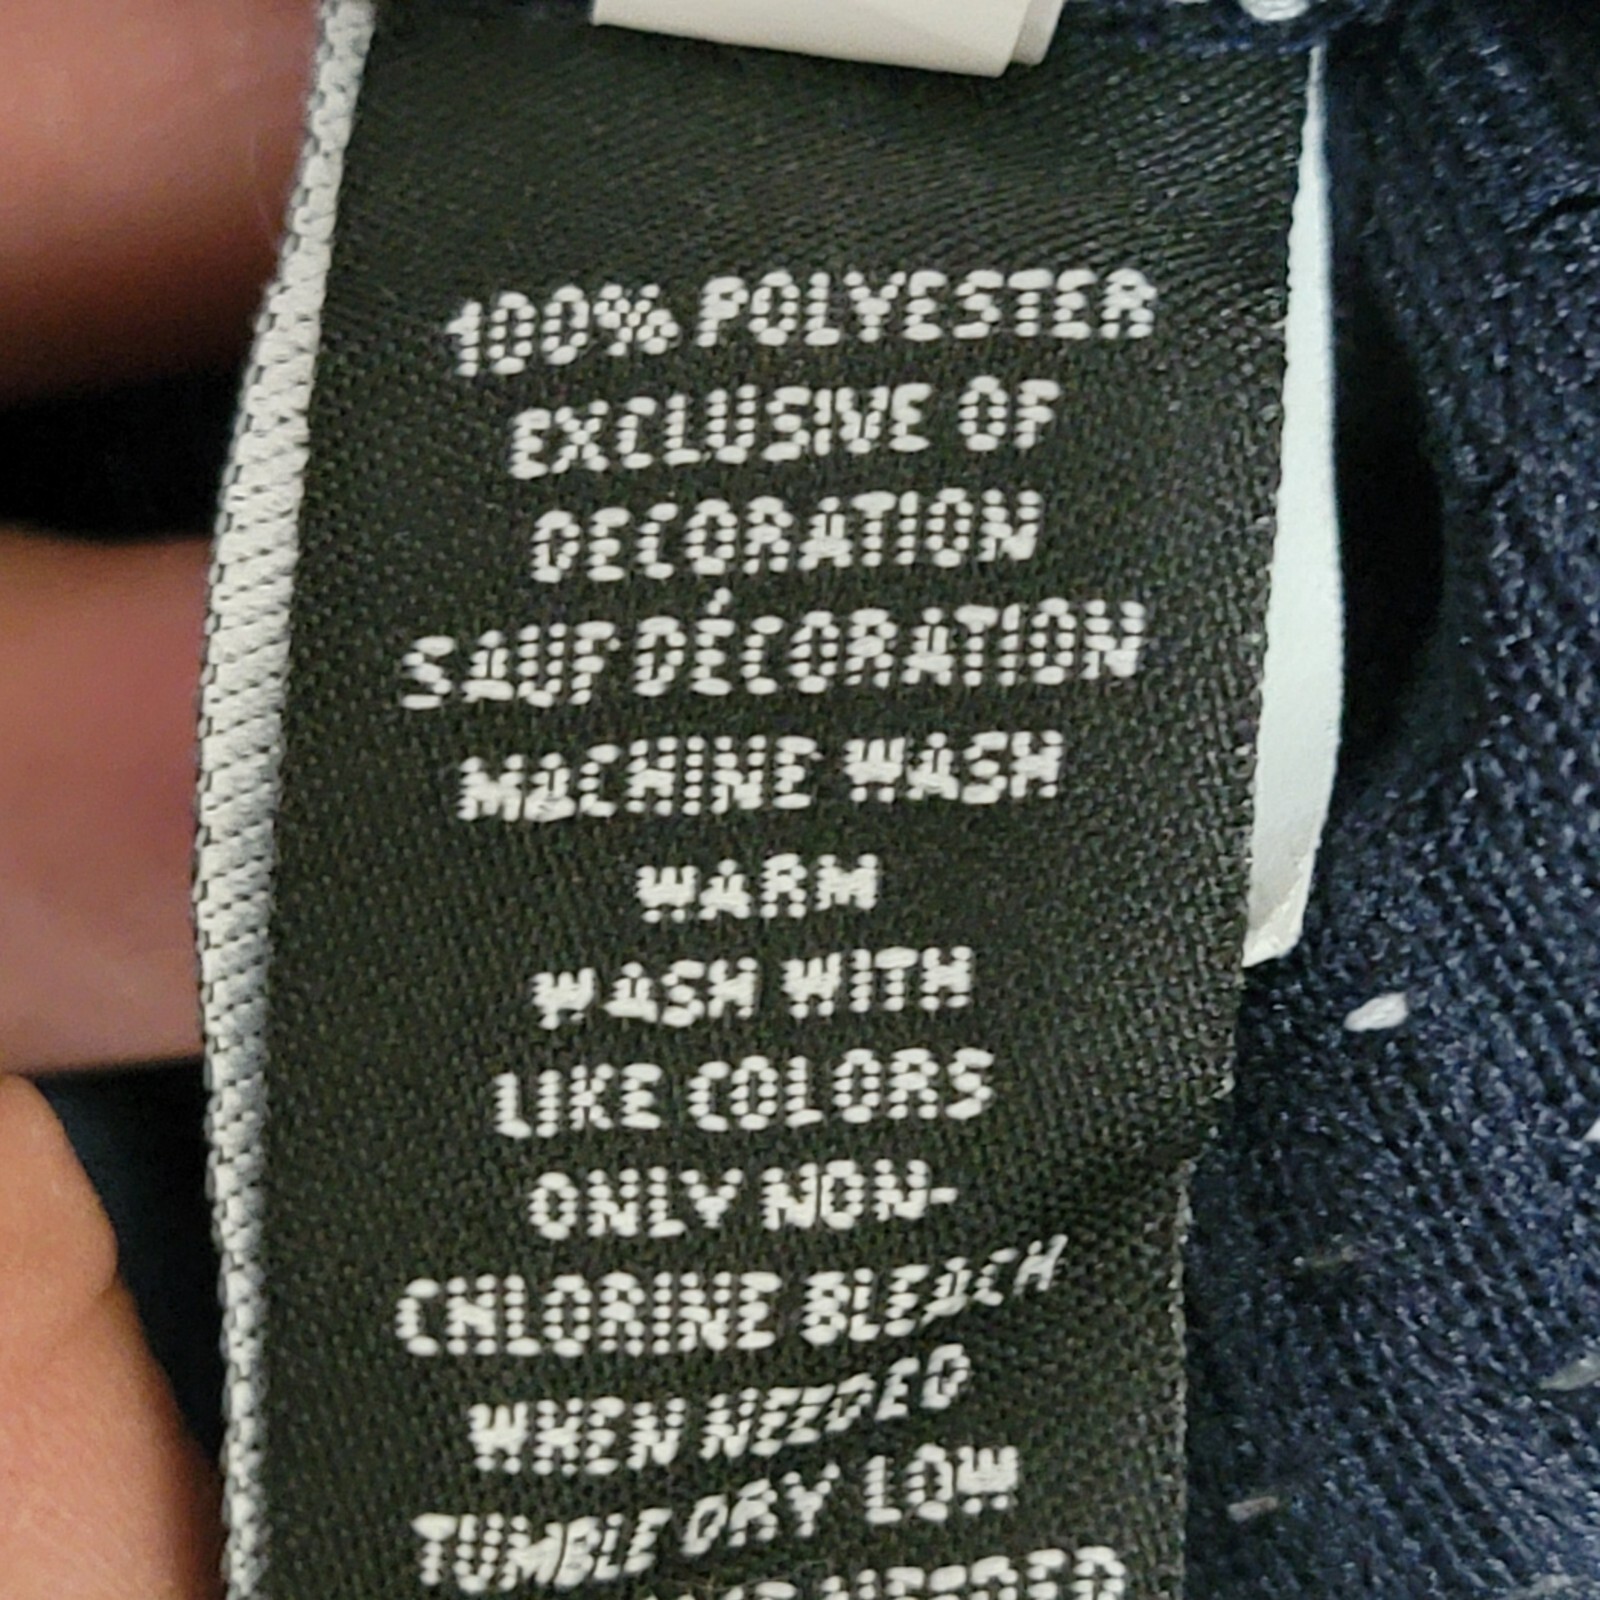 100% POLYESTER
EXCLUSIVE OF
DECORATION
SAUF DÉCORATION
MACHINE WASH
WARM
WASH WITH
LIKE COLORS
ONLY NON-
CHLORINE BLEACH
WHEN NEEDED
TUMBLE DRY LOW
NEEDED